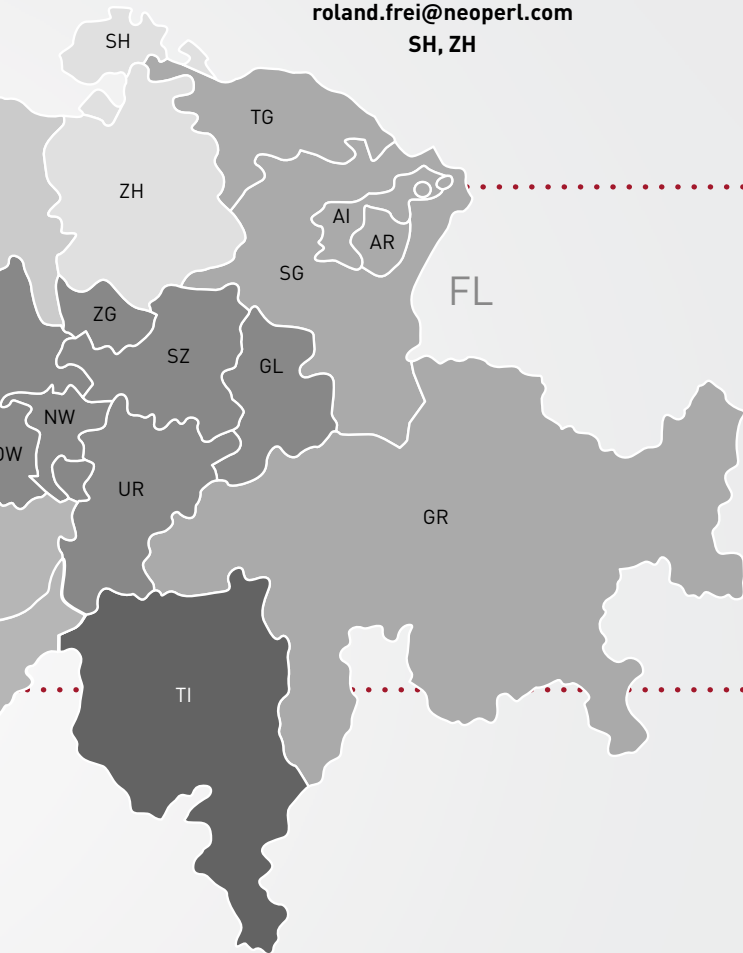 roland.frei@neoperl.com
SH, ZH
SH
TG
ZH
AI
AR
SG
FL
ZG
SZ
GL
NW
OW
UR
GR
TI